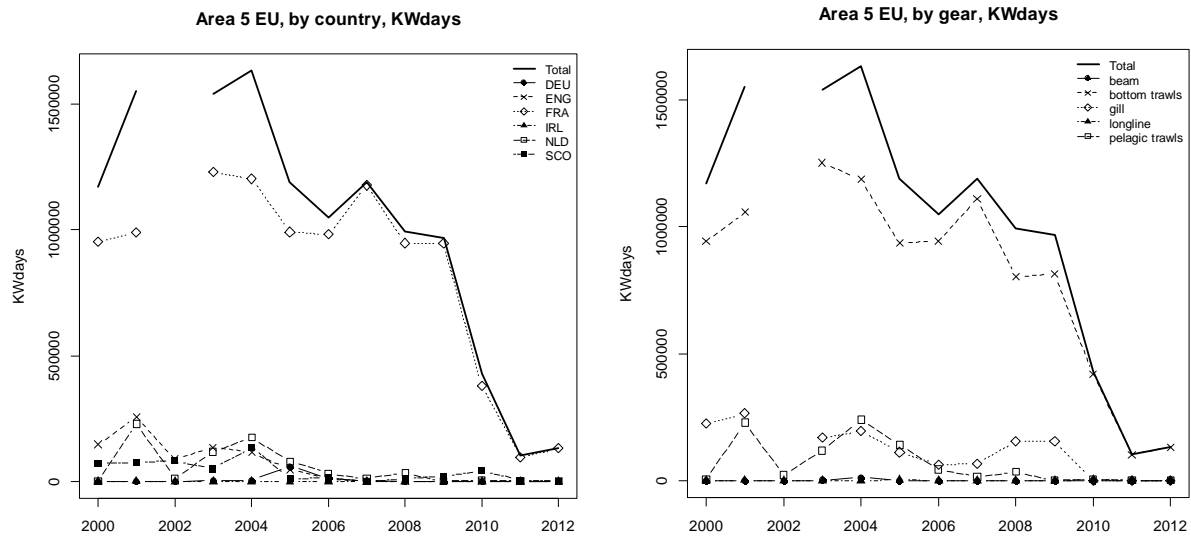 Area 5 EU, by country, KWdays
KWdays
1500000
1000000
500000
0
2000 2002 2004 2006 2008 2010 2012
Total
DEU
ENG
FRA
IRL
NLD
SCO
Area 5 EU, by gear, KWdays
KWdays
1500000
1000000
500000
0
2000 2002 2004 2006 2008 2010 2012
Total
beam
bottom trawls
gill
longline
pelagic trawls